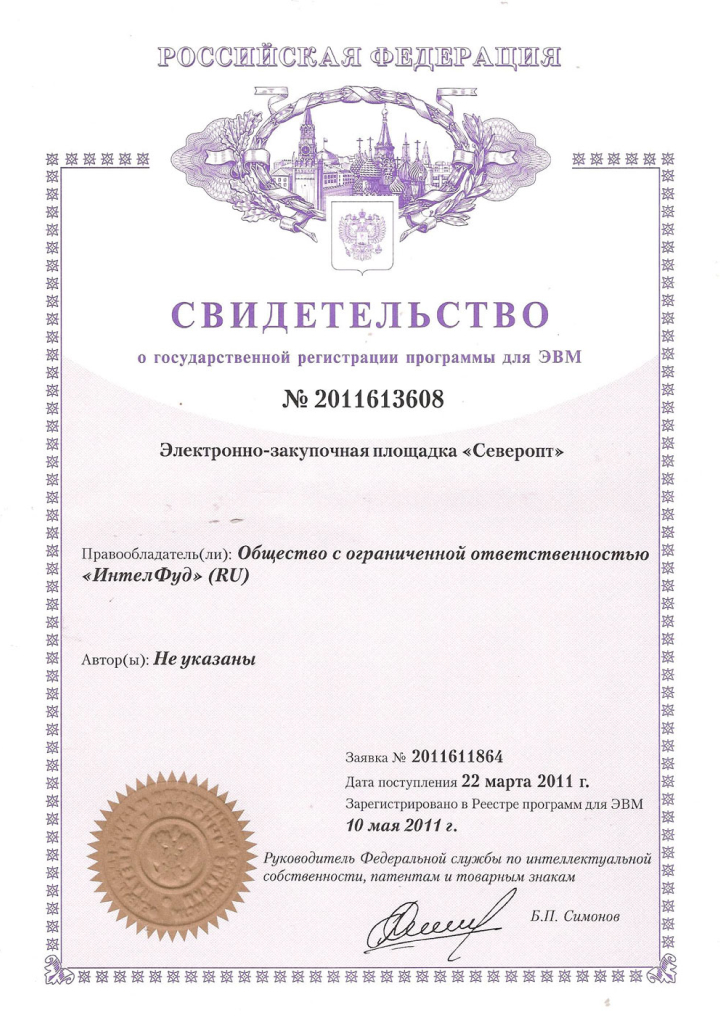 РОССИЙСКАЯ ФЕДЕРАЦИЯ
СВИДЕТЕЛЬСТВО
о государственной регистрации программы для ЭВМ
№ 2011613608
Электронно-закупочная площадка «Северопт»
Правообладатель(ли): Общество с ограниченной ответственностью
«ИнтелФуд» (RU)
Автор(ы): Не указаны
Заявка № 2011611864
Дата поступления 22 марта 2011 г.
Зарегистрировано в Реестре программ для ЭВМ
10 мая 2011 г.
Руководитель Федеральной службы по интеллектуальной
собственности, патентам и товарным знакам
Б.П. Симонов